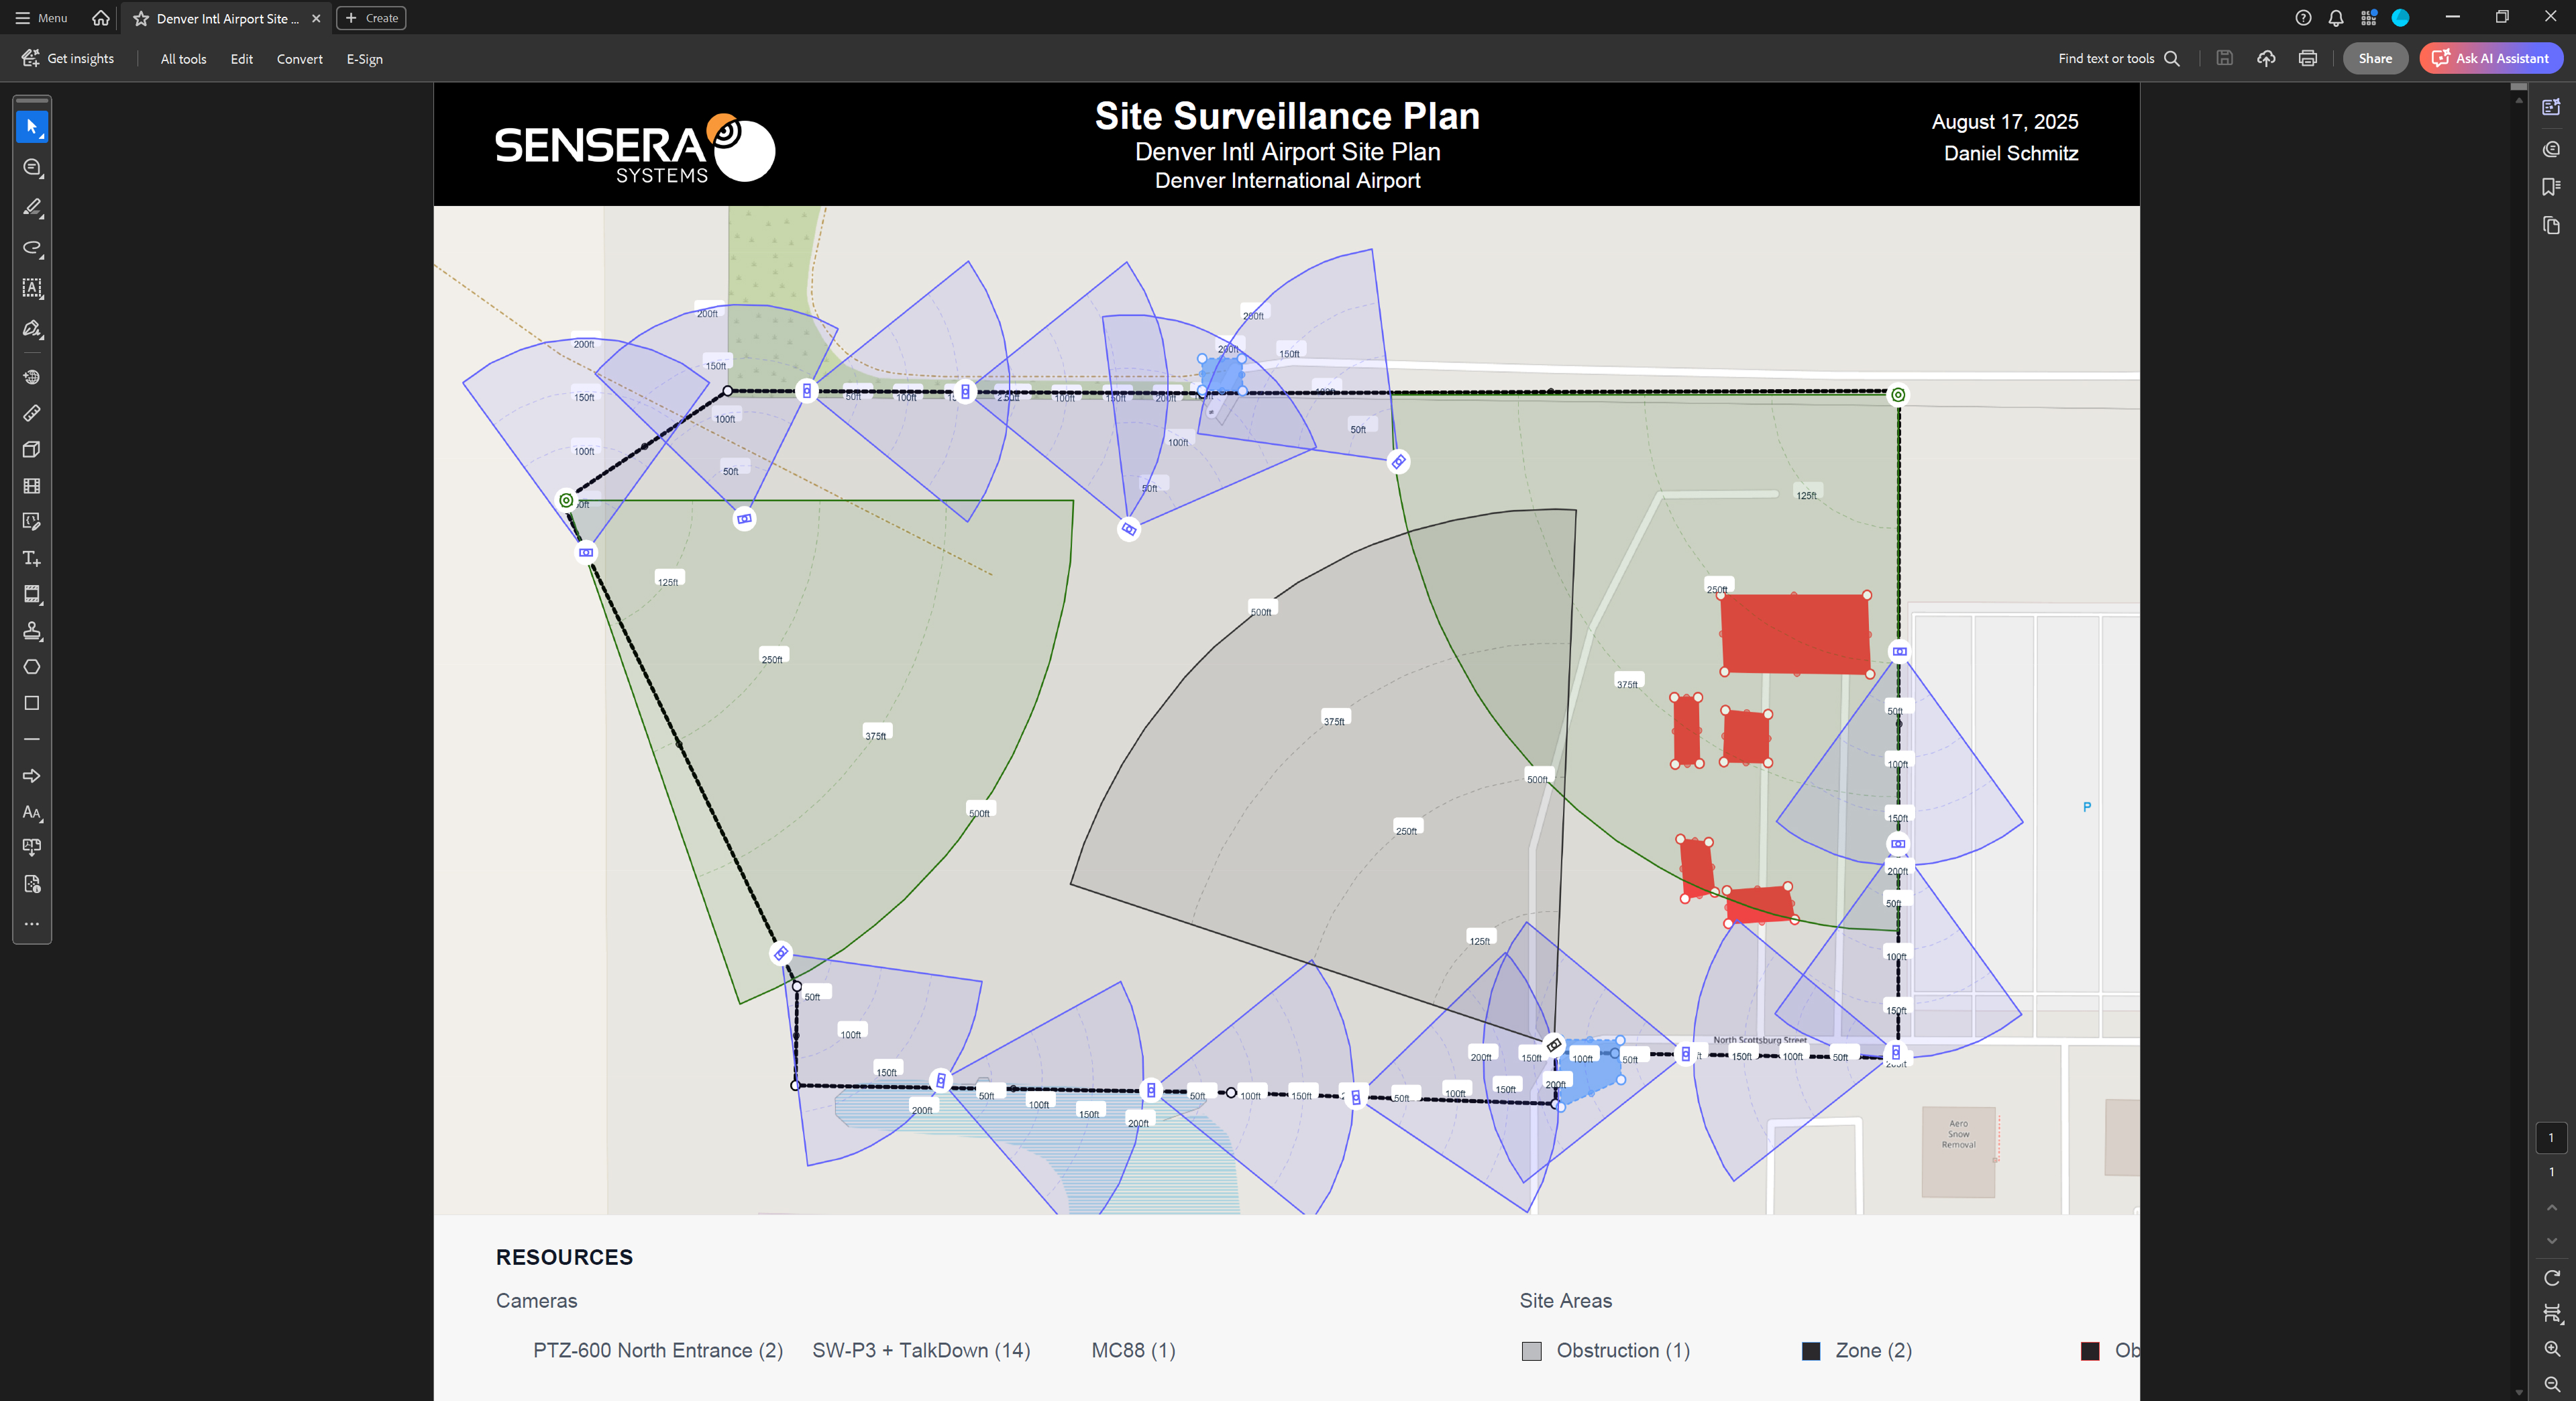 Menu
Denver Intl Airport Site ...
Create
Get insights
All tools
Edit
Convert
E-Sign
Find text or tools
Share
Ask AI Assistant
SENSERA
SYSTEMS
Site Surveillance Plan
Denver Intl Airport Site Plan
Denver International Airport
August 17, 2025
Daniel Schmitz
200ft
200ft
200ft
200ft
150ft
150ft
150ft
100ft
50ft
100ft
250ft
100ft
150ft
200ft
100ft
50ft
100ft
50ft
50ft
125ft
250ft
375ft
500ft
500ft
375ft
250ft
125ft
125ft
250ft
375ft
500ft
50ft
100ft
150ft
200ft
50ft
100ft
150ft
P
50ft
100ft
150ft
200ft
50ft
100ft
150ft
200ft
50ft
100ft
150ft
50ft
100ft
150ft
200ft
200ft
150ft
100ft
50ft
North Scottsburg Street
150ft
100ft
50ft
Aero
Snow
Removal
RESOURCES
Cameras
Site Areas
PTZ-600 North Entrance (2)
SW-P3 + TalkDown (14)
MC88 (1)
Obstruction (1)
Zone (2)
Ob
1
1